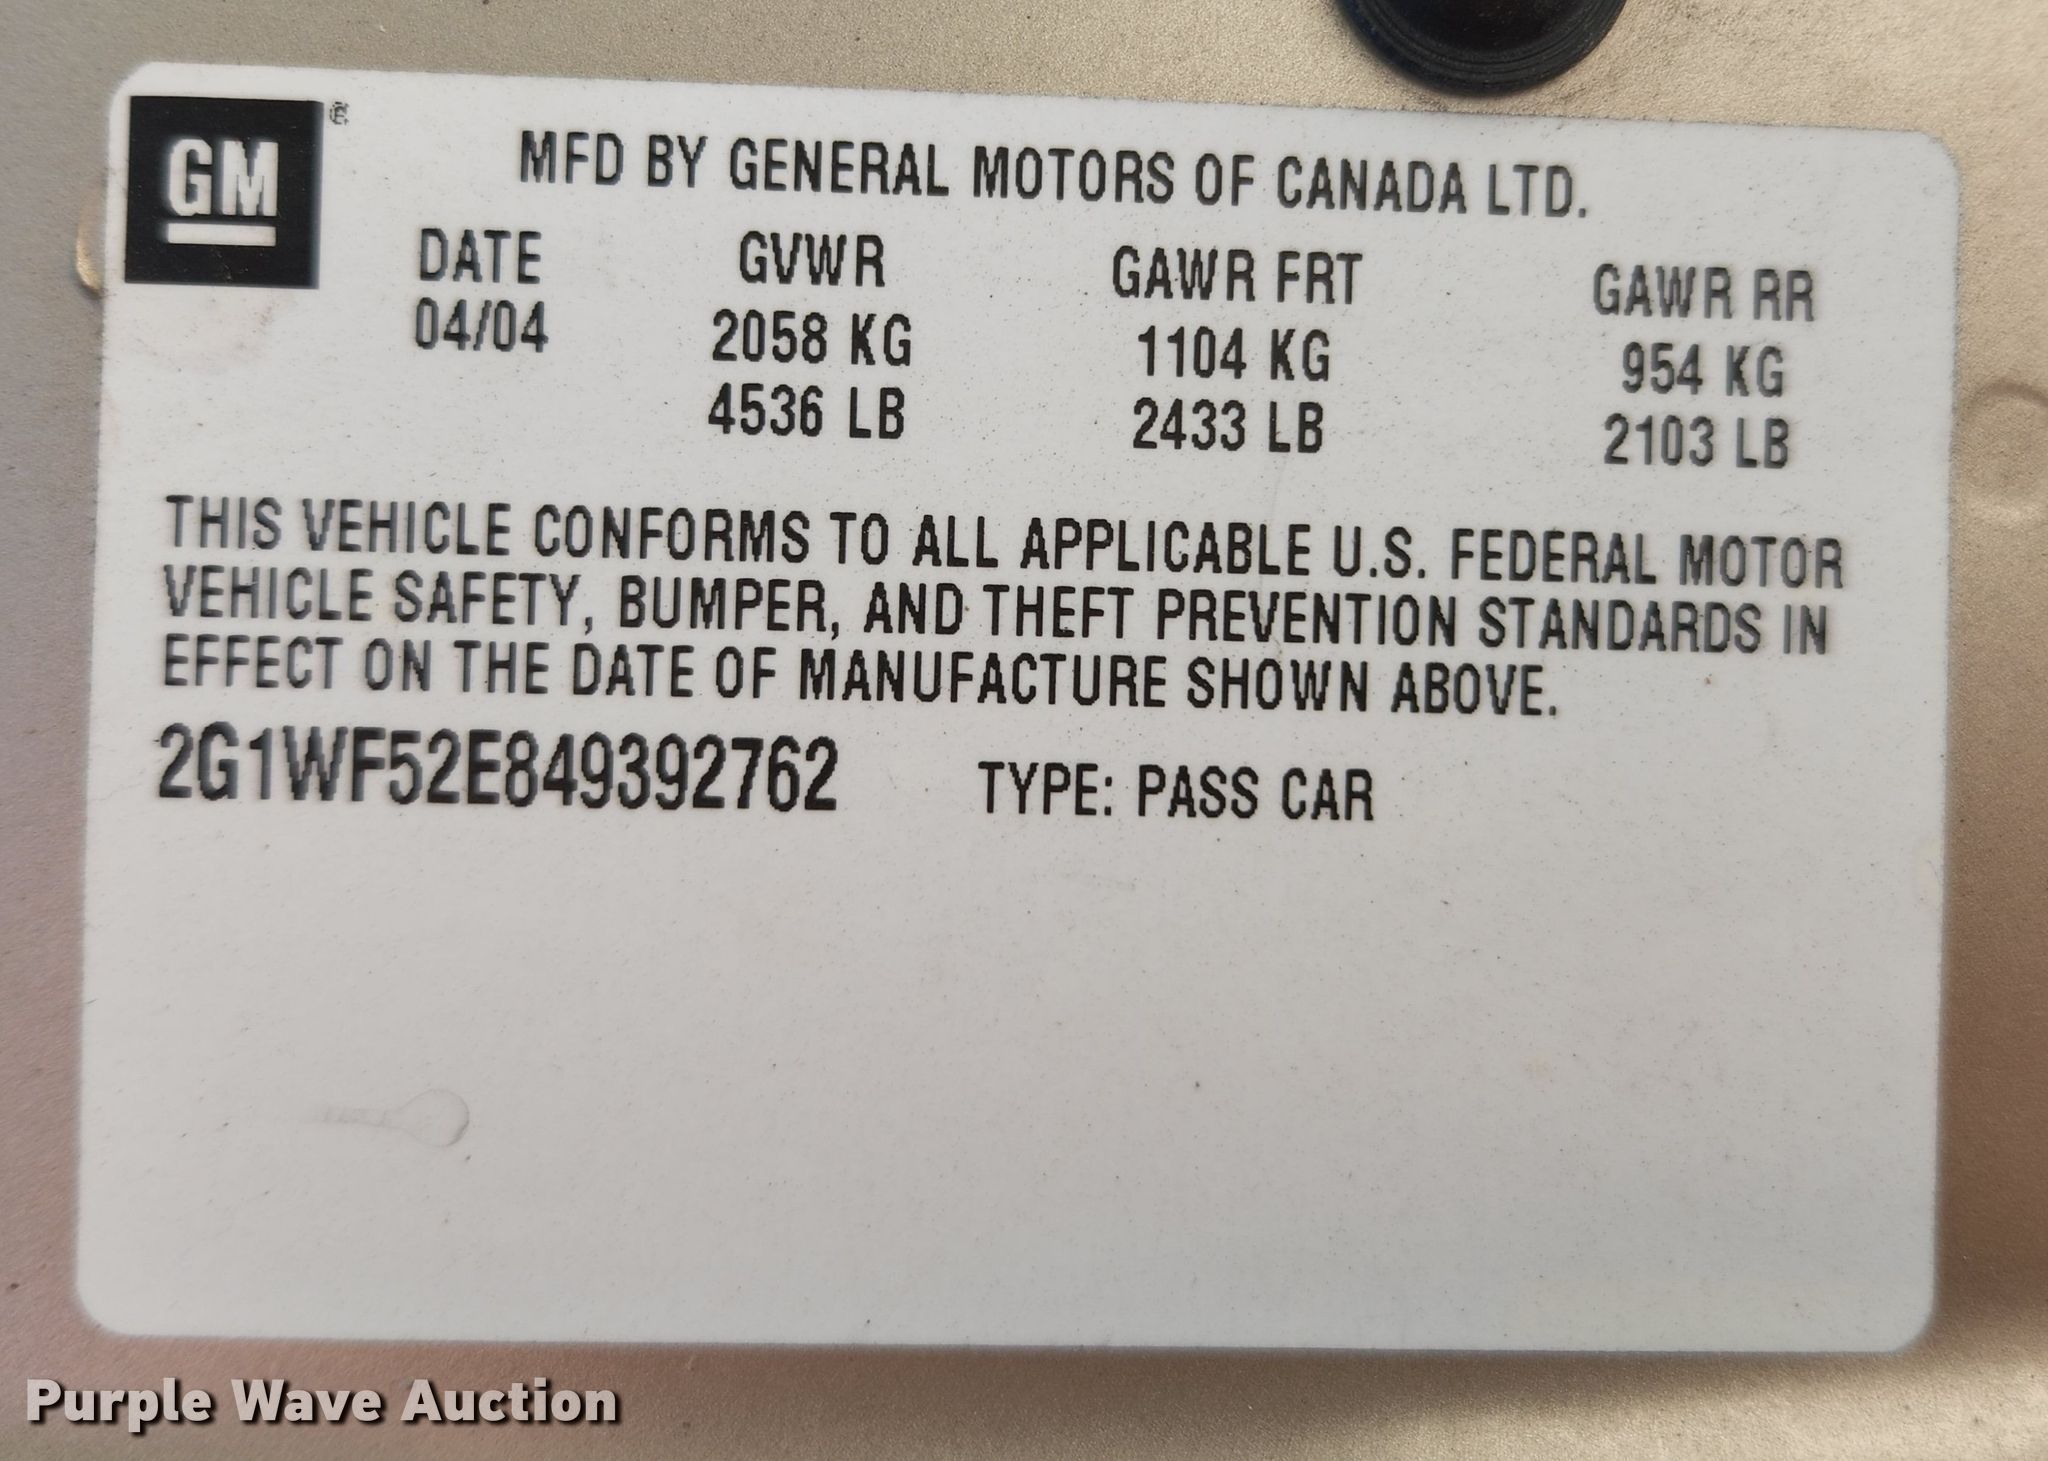 GM®
MFD BY GENERAL MOTORS OF CANADA LTD.
DATE GVWR GAWR FRT GAWR RR
04/04 2058 KG 1104 KG 954 KG
4536 LB 2433 LB 2103 LB
THIS VEHICLE CONFORMS TO ALL APPLICABLE U.S. FEDERAL MOTOR
VEHICLE SAFETY, BUMPER, AND THEFT PREVENTION STANDARDS IN
EFFECT ON THE DATE OF MANUFACTURE SHOWN ABOVE.
2G1WF52E849392762 TYPE: PASS CAR
Purple Wave Auction